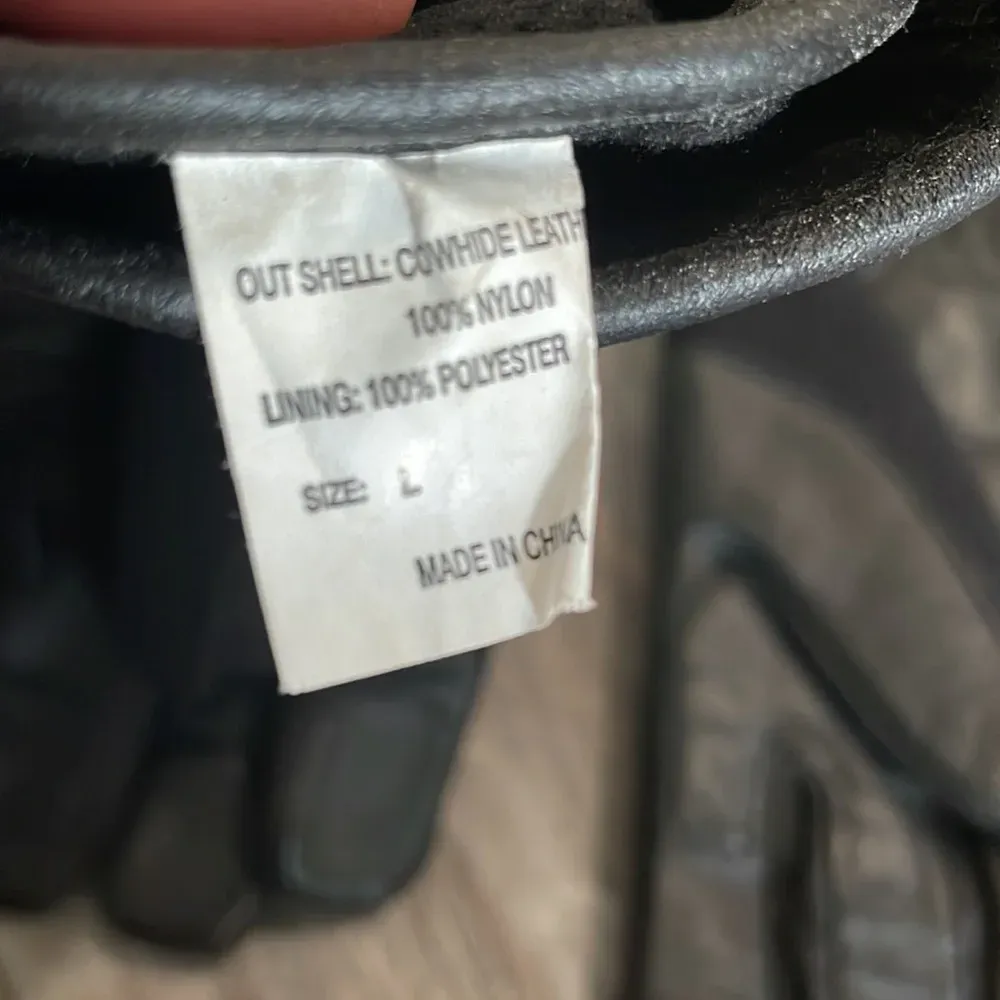 OUT SHELL: COWHIDE LEATH
100% NYLON
LINING: 100% POLYESTER
SIZE: L
MADE IN CHINA